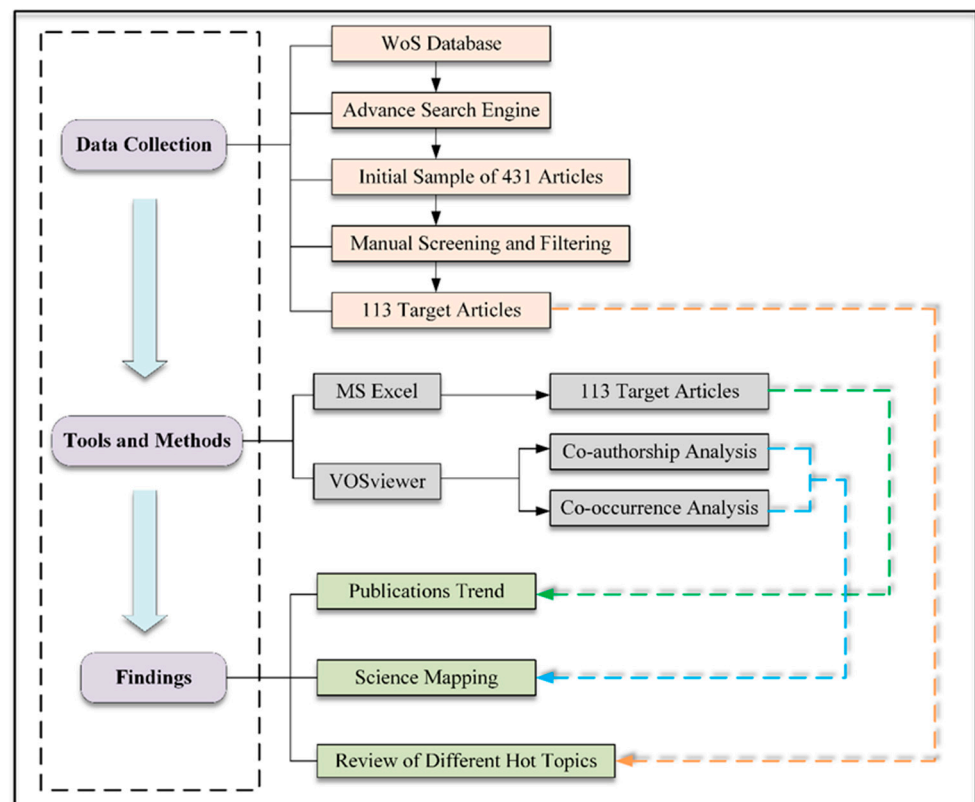 WoS Database
Advance Search Engine
Data Collection
Initial Sample of 431 Articles
Manual Screening and Filtering
113 Target Articles
MS Excel
113 Target Articles
Tools and Methods
Co-authorship Analysis
VOSviewer
Co-occurrence Analysis
Publications Trend
Findings
Science Mapping
Review of Different Hot Topics